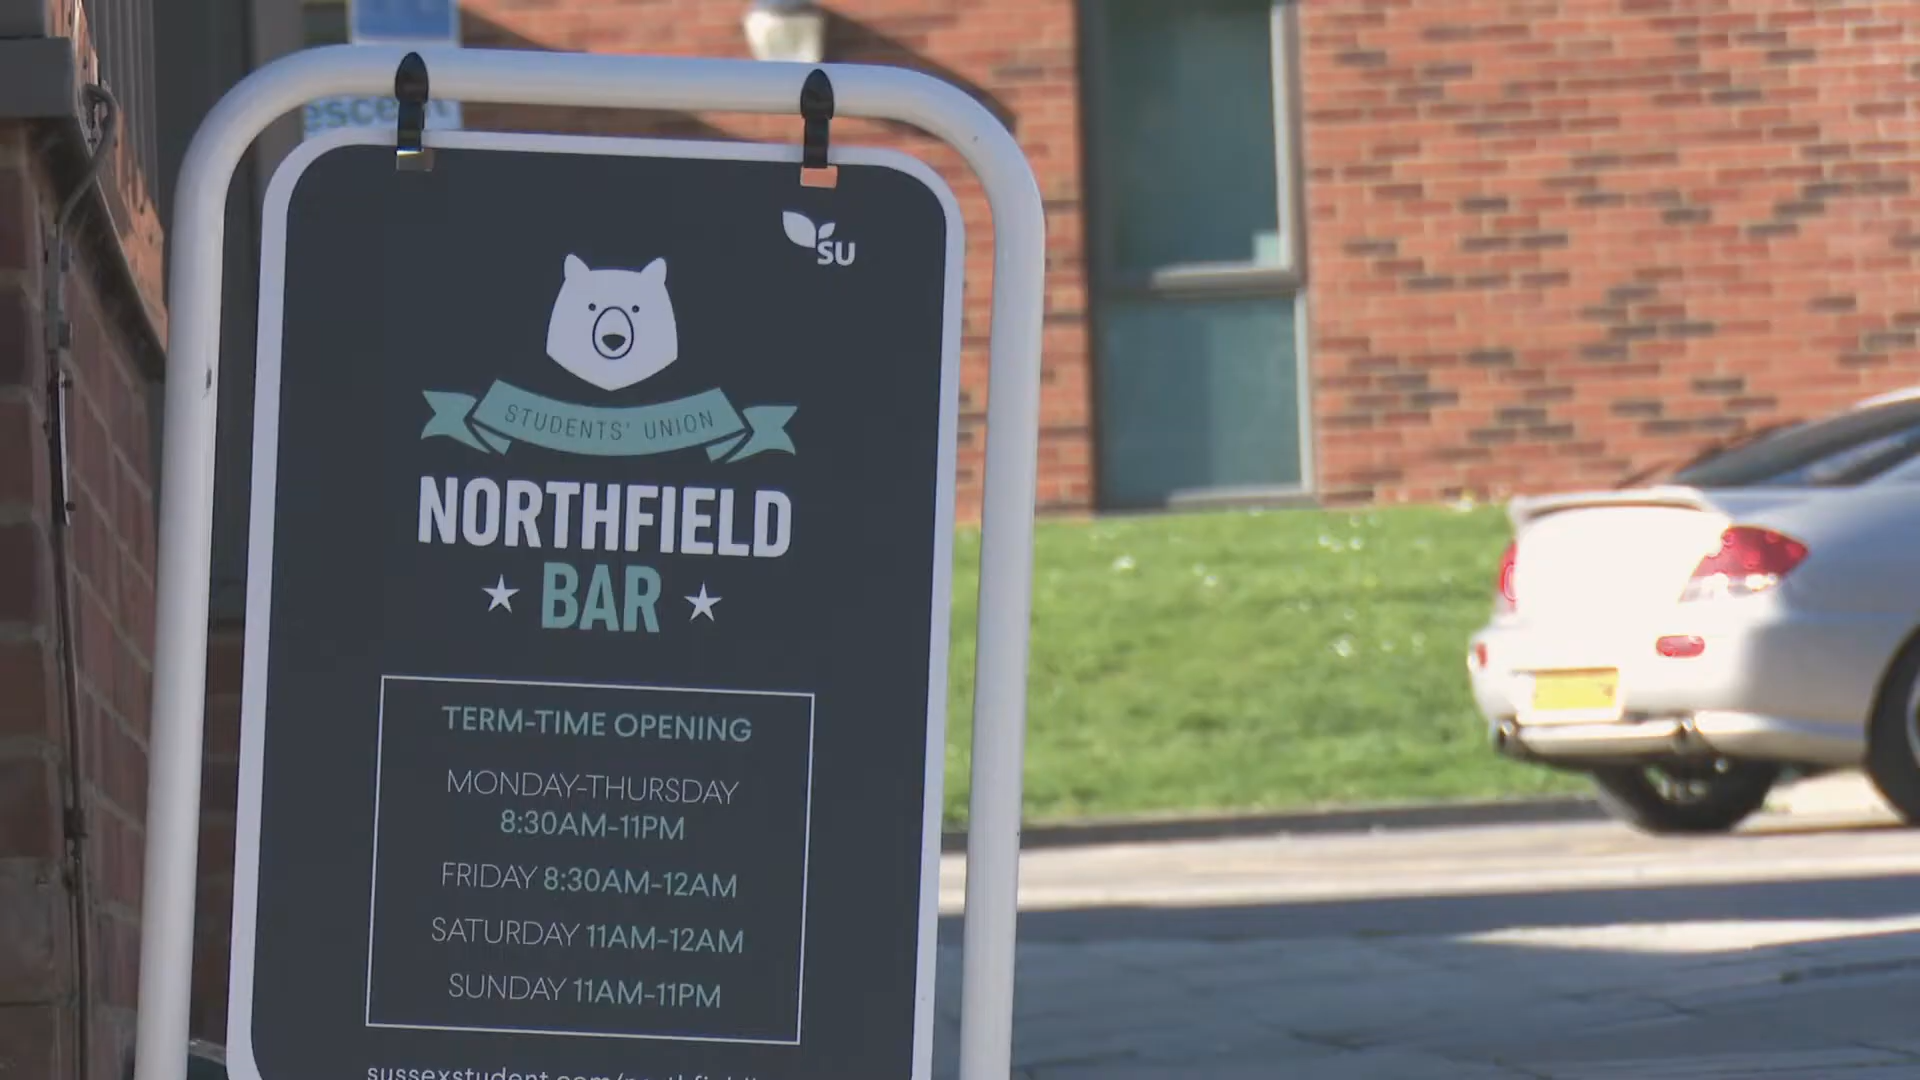 SU
STUDENTS' UNION
NORTHFIELD
BAR
TERM-TIME OPENING
MONDAY-THURSDAY
8:30AM-11PM
FRIDAY 8:30AM-12AM
SATURDAY 11AM-12AM
SUNDAY 11AM-11PM